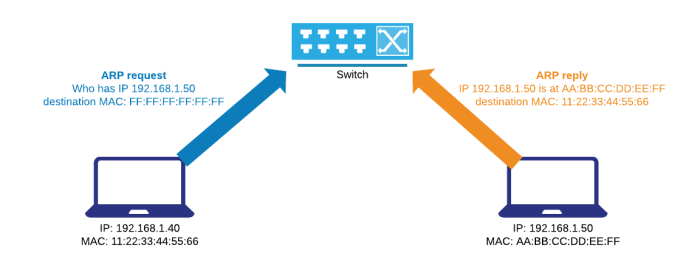 ARP request
Who has IP 192.168.1.50
destination MAC: FF:FF:FF:FF:FF:FF
Switch
ARP reply
IP 192.168.1.50 is at AA:BB:CC:DD:EE:FF
destination MAC: 11:22:33:44:55:66
IP: 192.168.1.40
MAC: 11:22:33:44:55:66
IP: 192.168.1.50
MAC: AA:BB:CC:DD:EE:FF